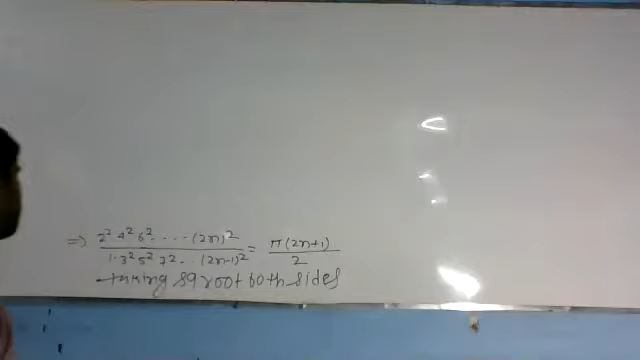 => 2² 4² 6² .... (2n)² / 1·3² 5² 7² .. (2n-1)² = π(2n+1) / 2
taking sq root both sides